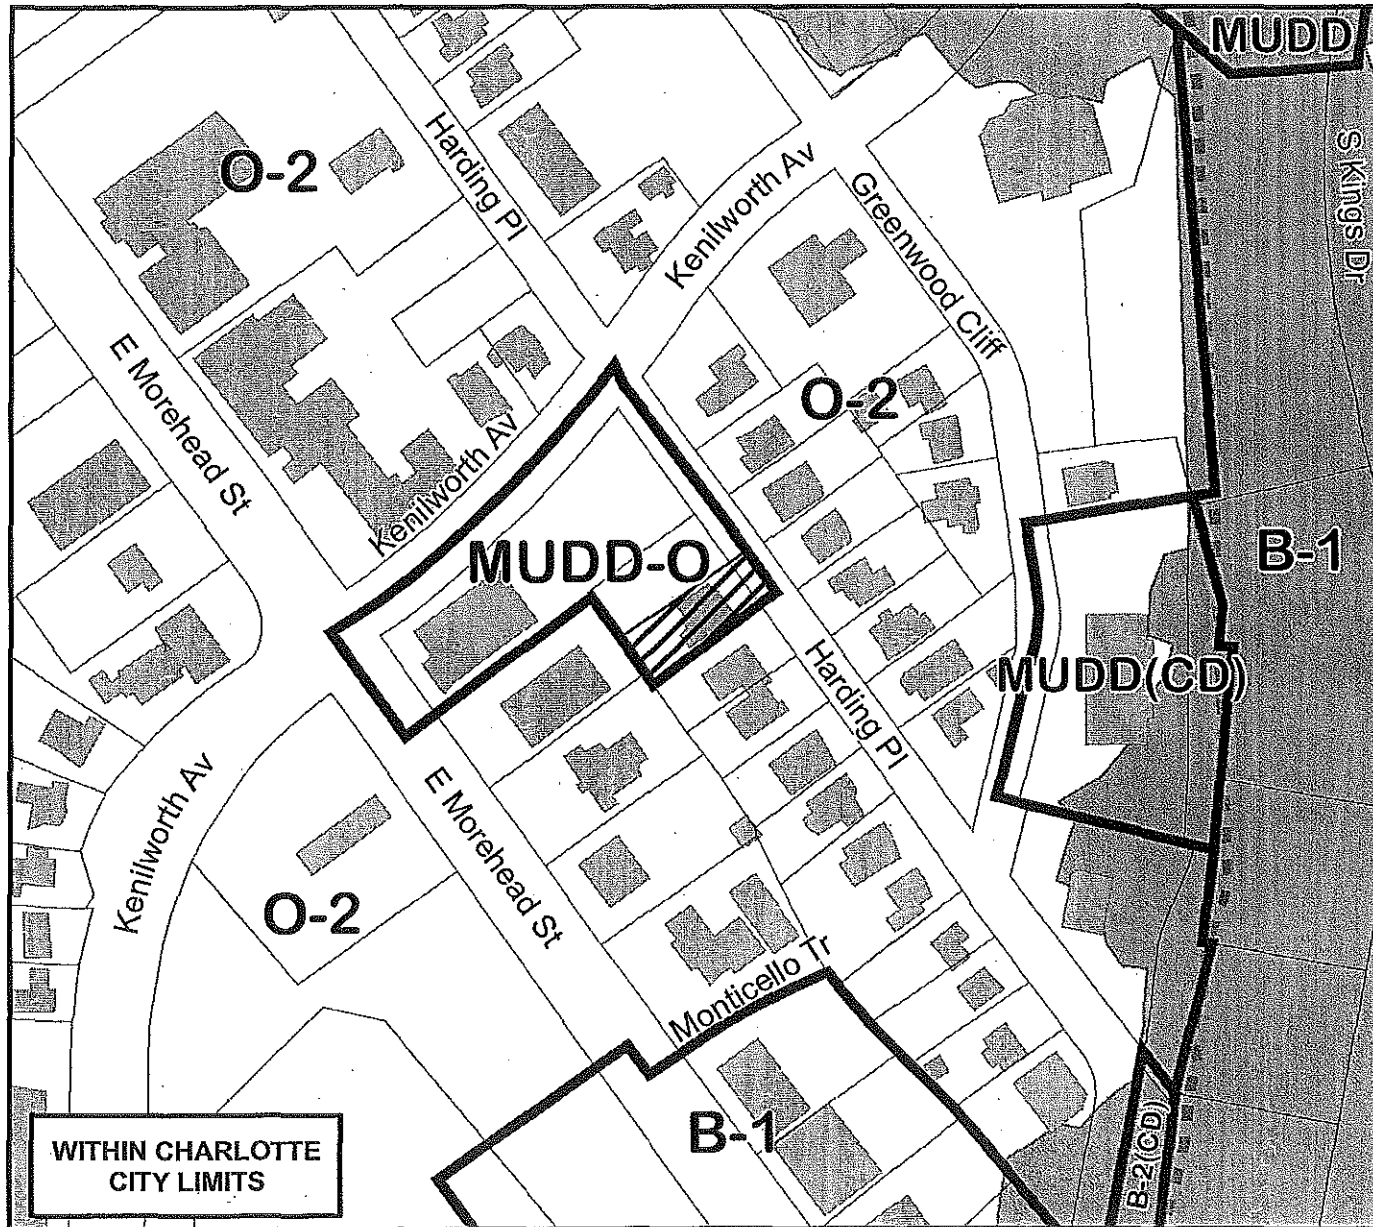 MUDD
S Kings Dr
Harding Pl
O-2
Kenilworth Av
Greenwood Cliff
E Morehead St
O-2
Kenilworth Av
MUDD-O
B-1
Harding Pl
MUDD(CD)
Kenilworth Av
E Morehead St
O-2
Monticello Tr
B-1
B-2(CD)
WITHIN CHARLOTTE
CITY LIMITS